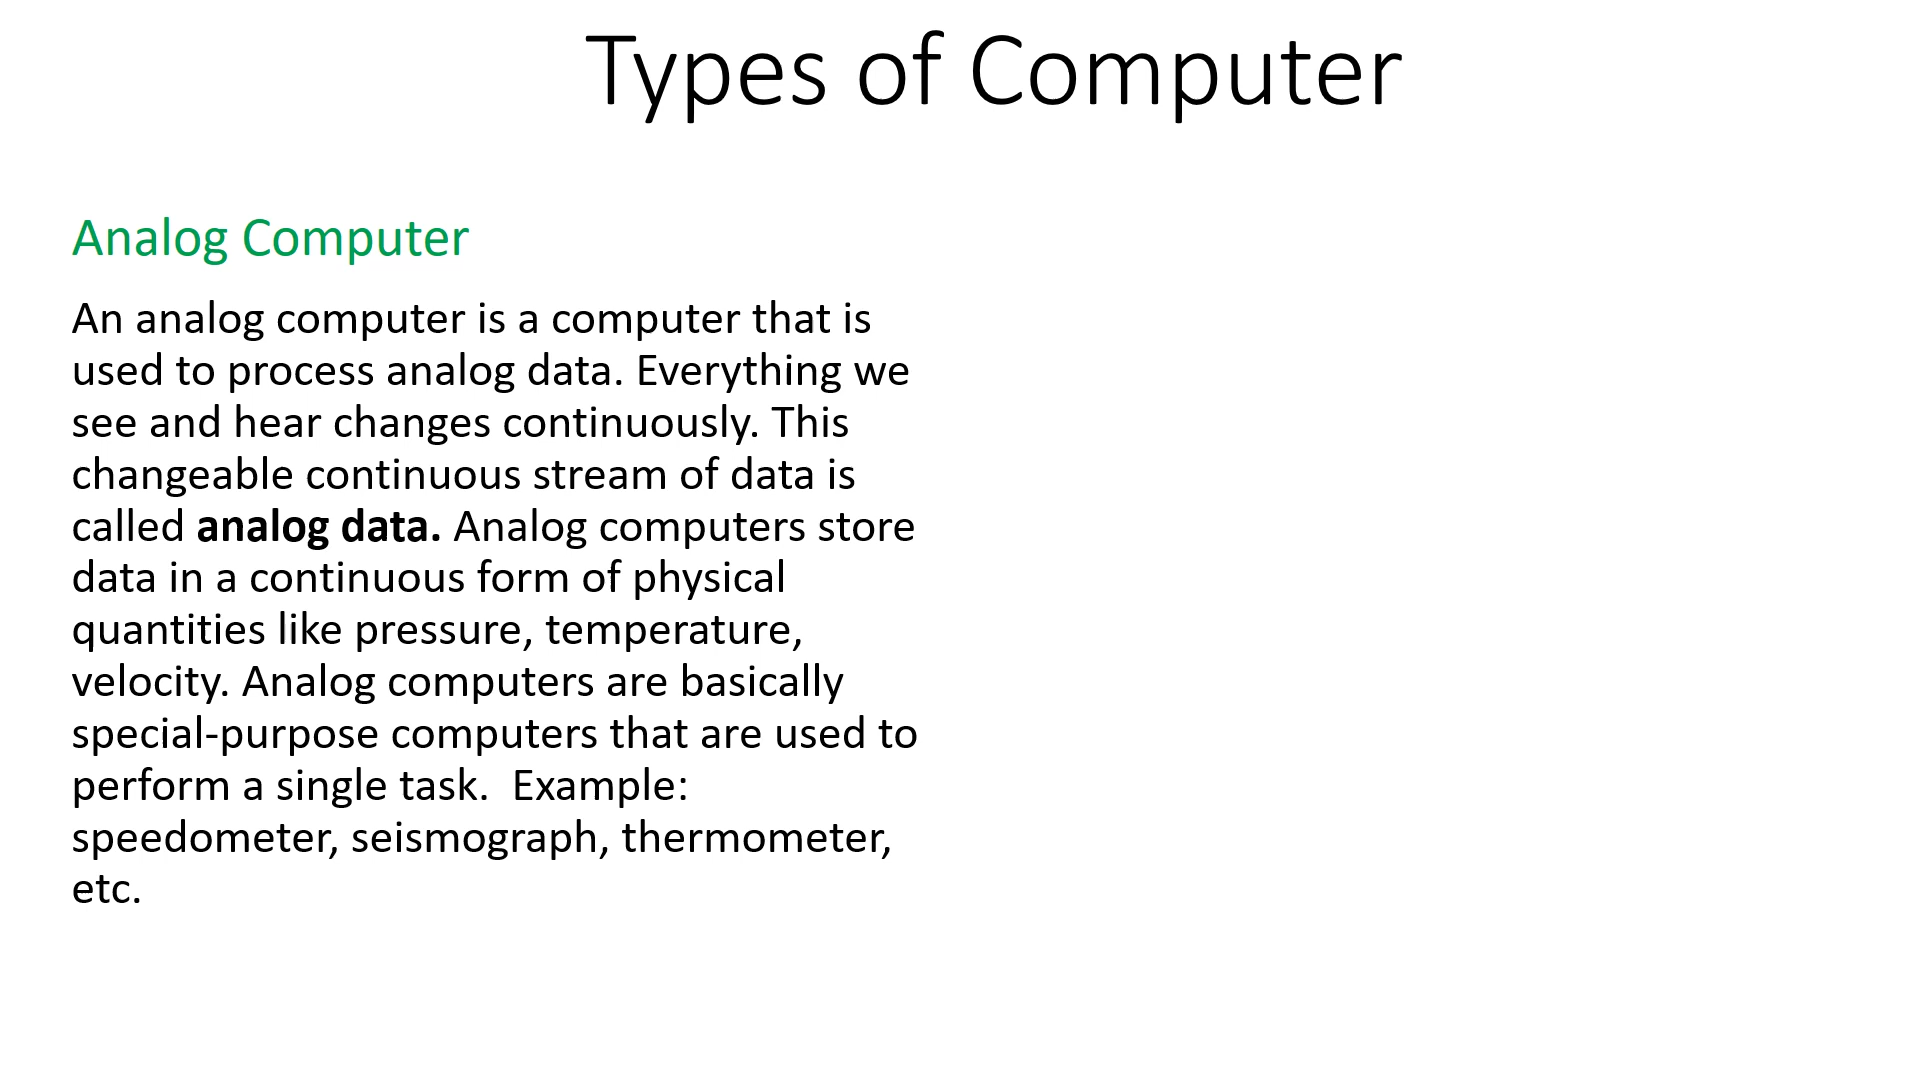 Types of Computer
Analog Computer
An analog computer is a computer that is
used to process analog data. Everything we
see and hear changes continuously. This
changeable continuous stream of data is
called analog data. Analog computers store
data in a continuous form of physical
quantities like pressure, temperature,
velocity. Analog computers are basically
special-purpose computers that are used to
perform a single task.  Example:
speedometer, seismograph, thermometer,
etc.